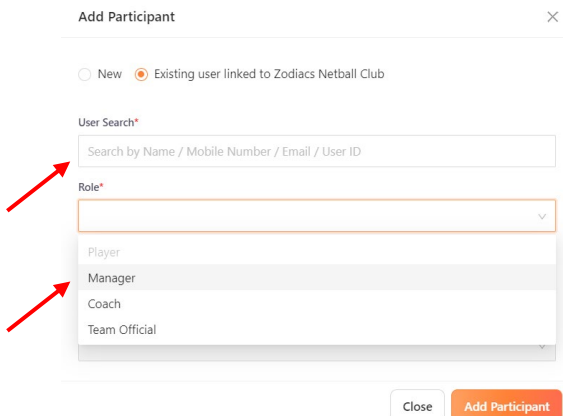 Add Participant
New Existing user linked to Zodiacs Netball Club
User Search*
Search by Name / Mobile Number / Email / User ID
Role*
Player
Manager
Coach
Team Official
Close Add Participant